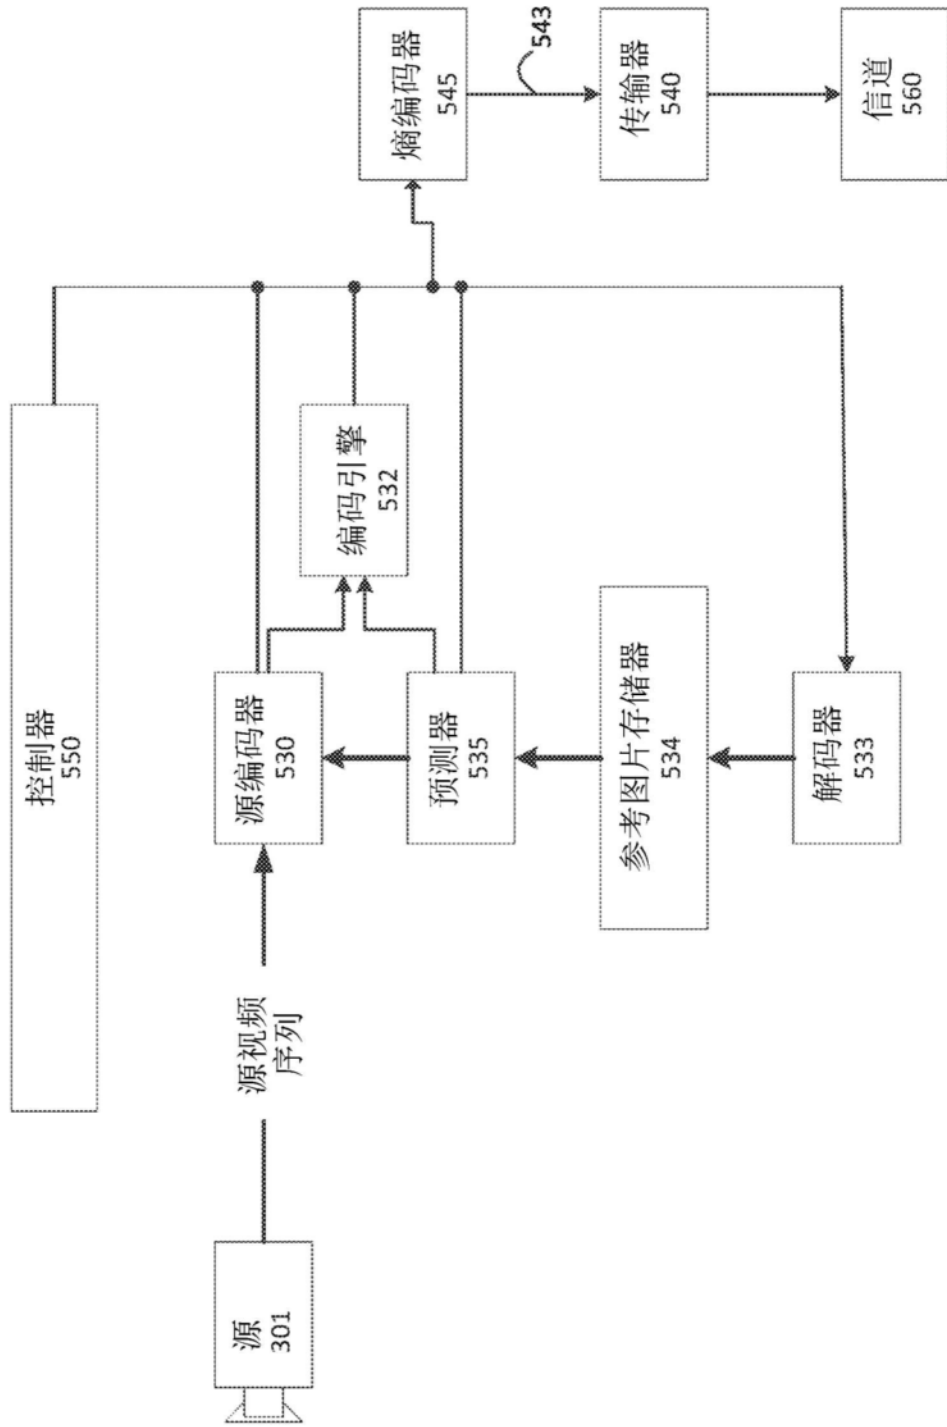 控制器
550
源
301
源视频
序列
源编码器
530
编码引擎
532
预测器
535
参考图片存储器
534
解码器
533
熵编码器
545
543
传输器
540
信道
560